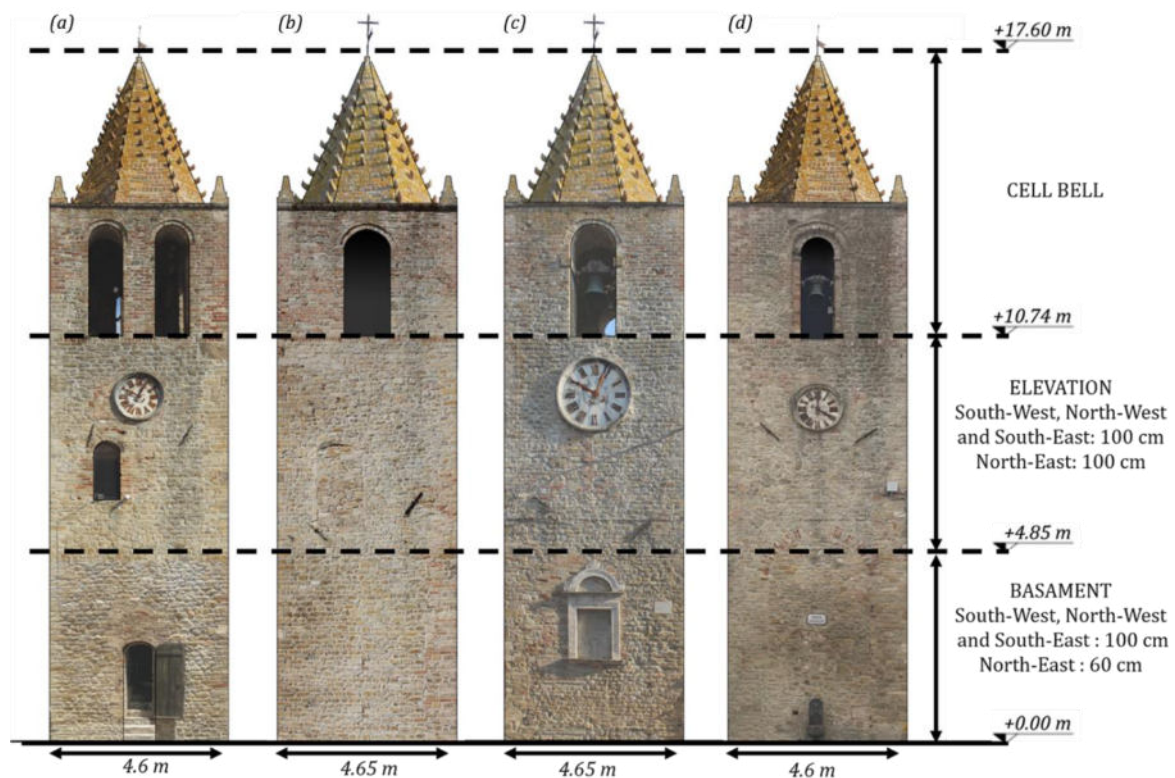 (a)
(b)
(c)
(d)
+17.60 m
CELL BELL
+10.74 m
ELEVATION
South-West, North-West
and South-East: 100 cm
North-East: 100 cm
+4.85 m
BASAMENT
South-West, North-West
and South-East : 100 cm
North-East : 60 cm
+0.00 m
4.6 m
4.65 m
4.65 m
4.6 m